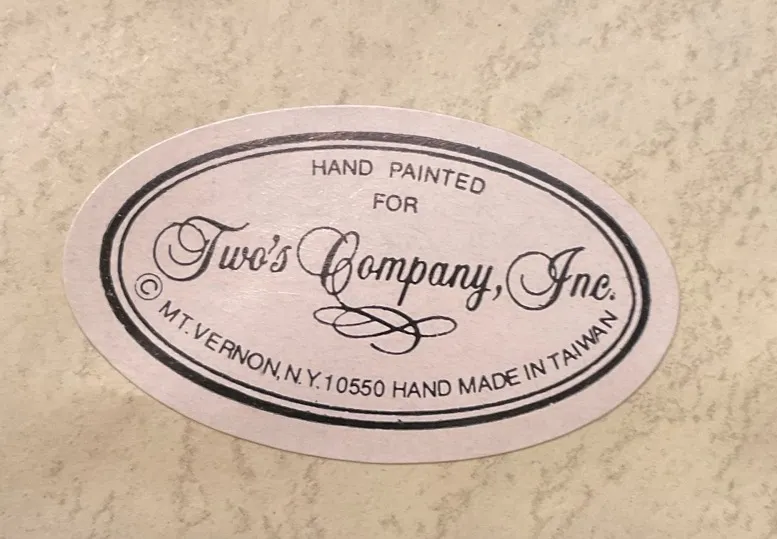 HAND PAINTED
FOR
Two's Company, Inc.
© MT. VERNON, N.Y. 10550 HAND MADE IN TAIWAN